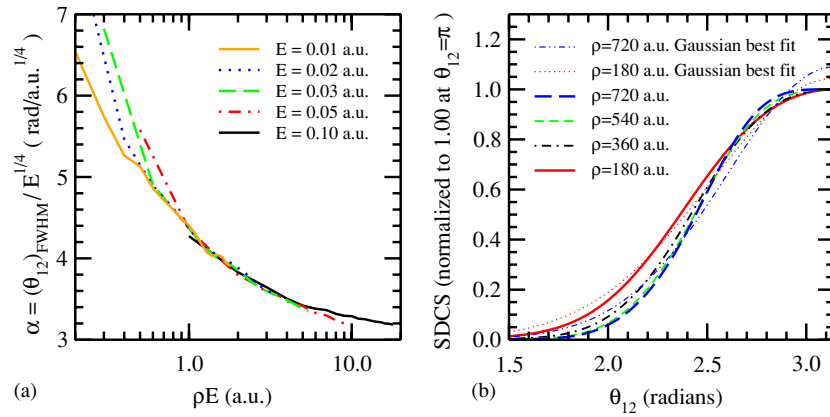 α = (θ12)FWHM / E^1/4 ( rad/a.u.^1/4 )
7
6
5
4
3
E = 0.01 a.u.
E = 0.02 a.u.
E = 0.03 a.u.
E = 0.05 a.u.
E = 0.10 a.u.
1.0
10.0
ρE (a.u.)
(a)
SDCS (normalized to 1.00 at θ12=π)
1.2
1.0
0.8
0.6
0.4
0.2
0.0
ρ=720 a.u. Gaussian best fit
ρ=180 a.u. Gaussian best fit
ρ=720 a.u.
ρ=540 a.u.
ρ=360 a.u.
ρ=180 a.u.
1.5
2.0
2.5
3.0
θ12 (radians)
(b)